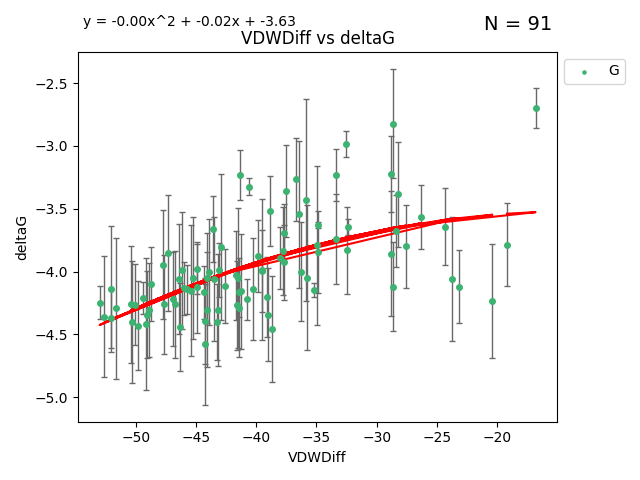 y = -0.00x^2 + -0.02x + -3.63
N = 91
VDWDiff vs deltaG
G
deltaG
−2.5
−3.0
−3.5
−4.0
−4.5
−5.0
−50 −45 −40 −35 −30 −25 −20
VDWDiff